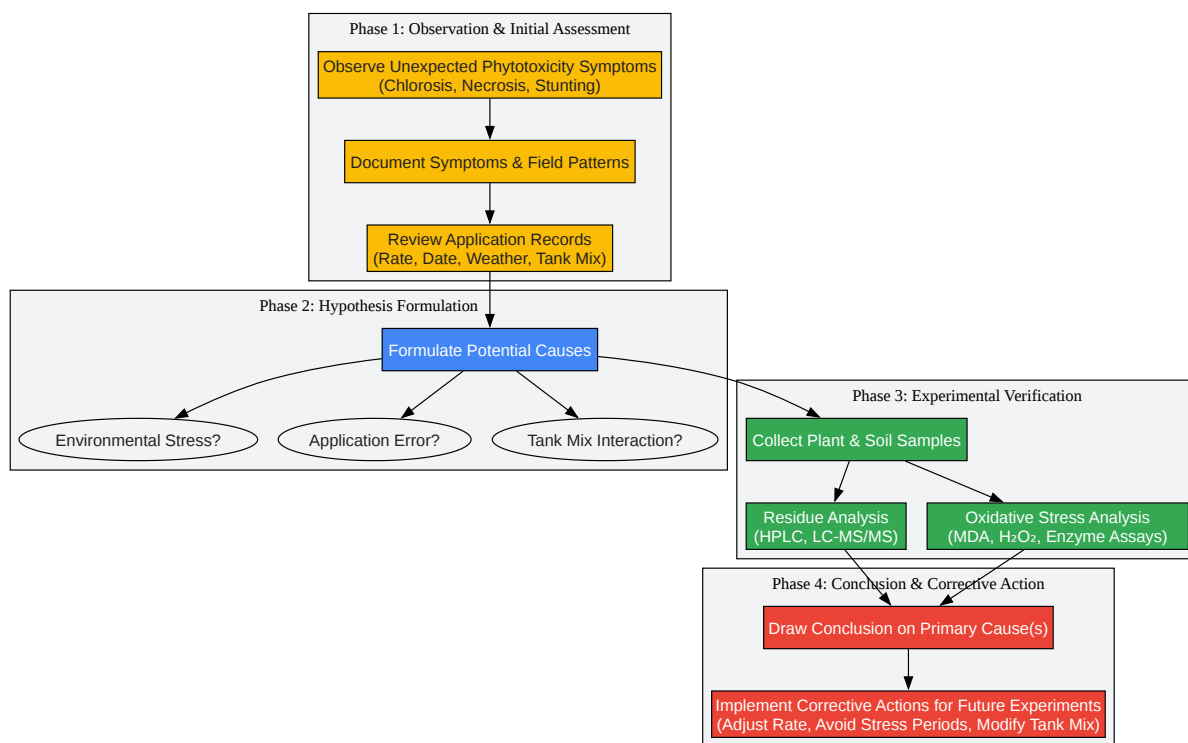 Phase 1: Observation & Initial Assessment
Observe Unexpected Phytotoxicity Symptoms
(Chlorosis, Necrosis, Stunting)
Document Symptoms & Field Patterns
Review Application Records
(Rate, Date, Weather, Tank Mix)
Phase 2: Hypothesis Formulation
Formulate Potential Causes
Environmental Stress?
Application Error?
Tank Mix Interaction?
Phase 3: Experimental Verification
Collect Plant & Soil Samples
Residue Analysis
(HPLC, LC-MS/MS)
Oxidative Stress Analysis
(MDA, H₂O₂, Enzyme Assays)
Phase 4: Conclusion & Corrective Action
Draw Conclusion on Primary Cause(s)
Implement Corrective Actions for Future Experiments
(Adjust Rate, Avoid Stress Periods, Modify Tank Mix)